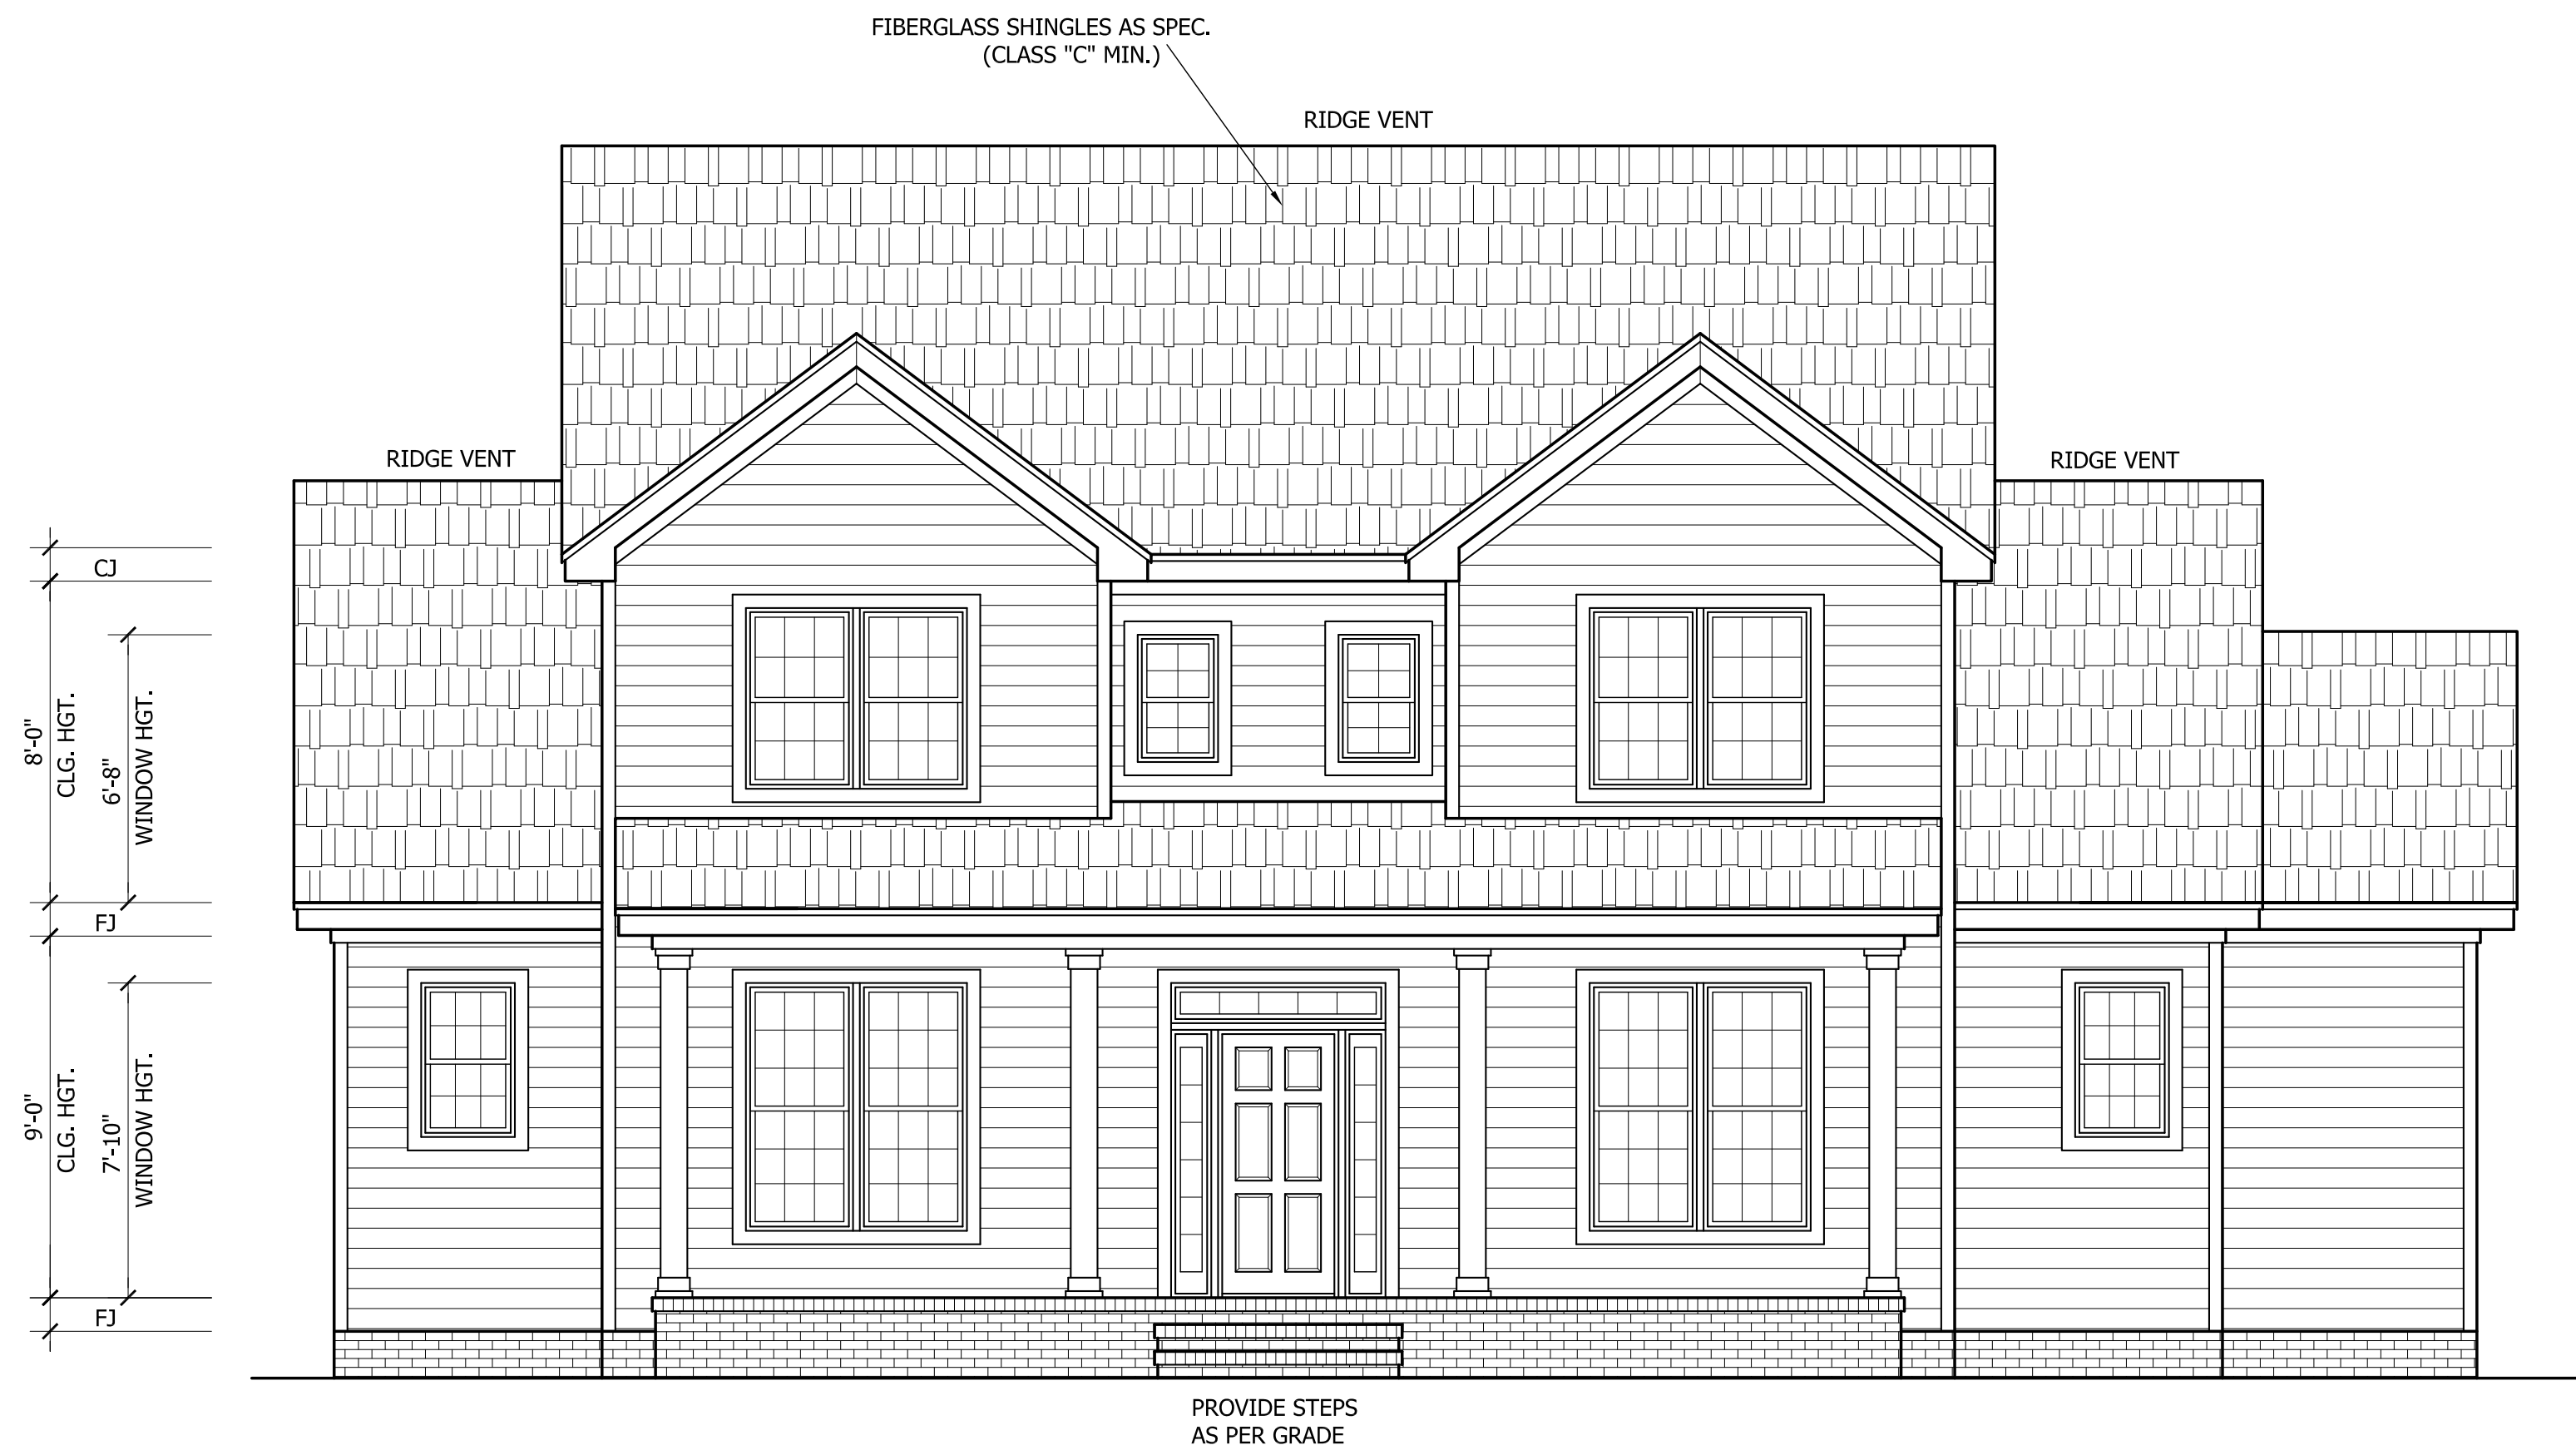 FIBERGLASS SHINGLES AS SPEC.
(CLASS "C" MIN.)
RIDGE VENT
RIDGE VENT
RIDGE VENT
CJ
8'-0"
CLG. HGT.
6'-8"
WINDOW HGT.
FJ
9'-0"
CLG. HGT.
7'-10"
WINDOW HGT.
FJ
PROVIDE STEPS
AS PER GRADE